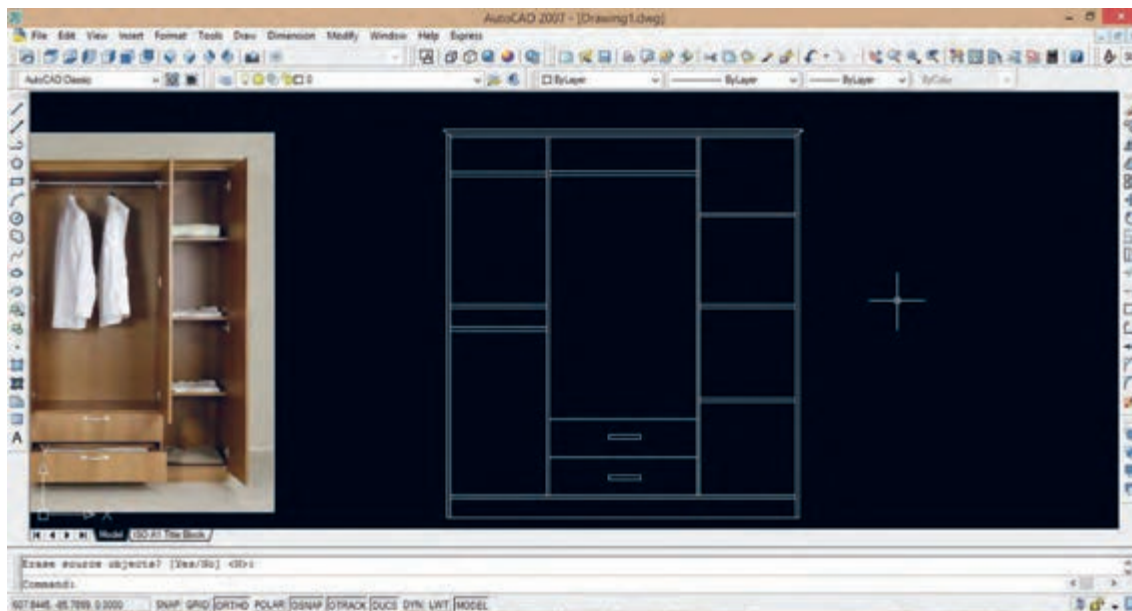 AutoCAD 2007 - [Drawing1.dwg]
File Edit View Insert Format Tools Draw Dimension Modify Window Help Express
AutoCAD Classic 0 ByLayer ByLayer ByLayer ByColor
A
Y
X
Model ISO A1 Title Block
Erase source objects? [Yes/No] <N>:
Command:
SNAP GRID ORTHO POLAR OSNAP OTRACK DUCS DYN LWT MODEL